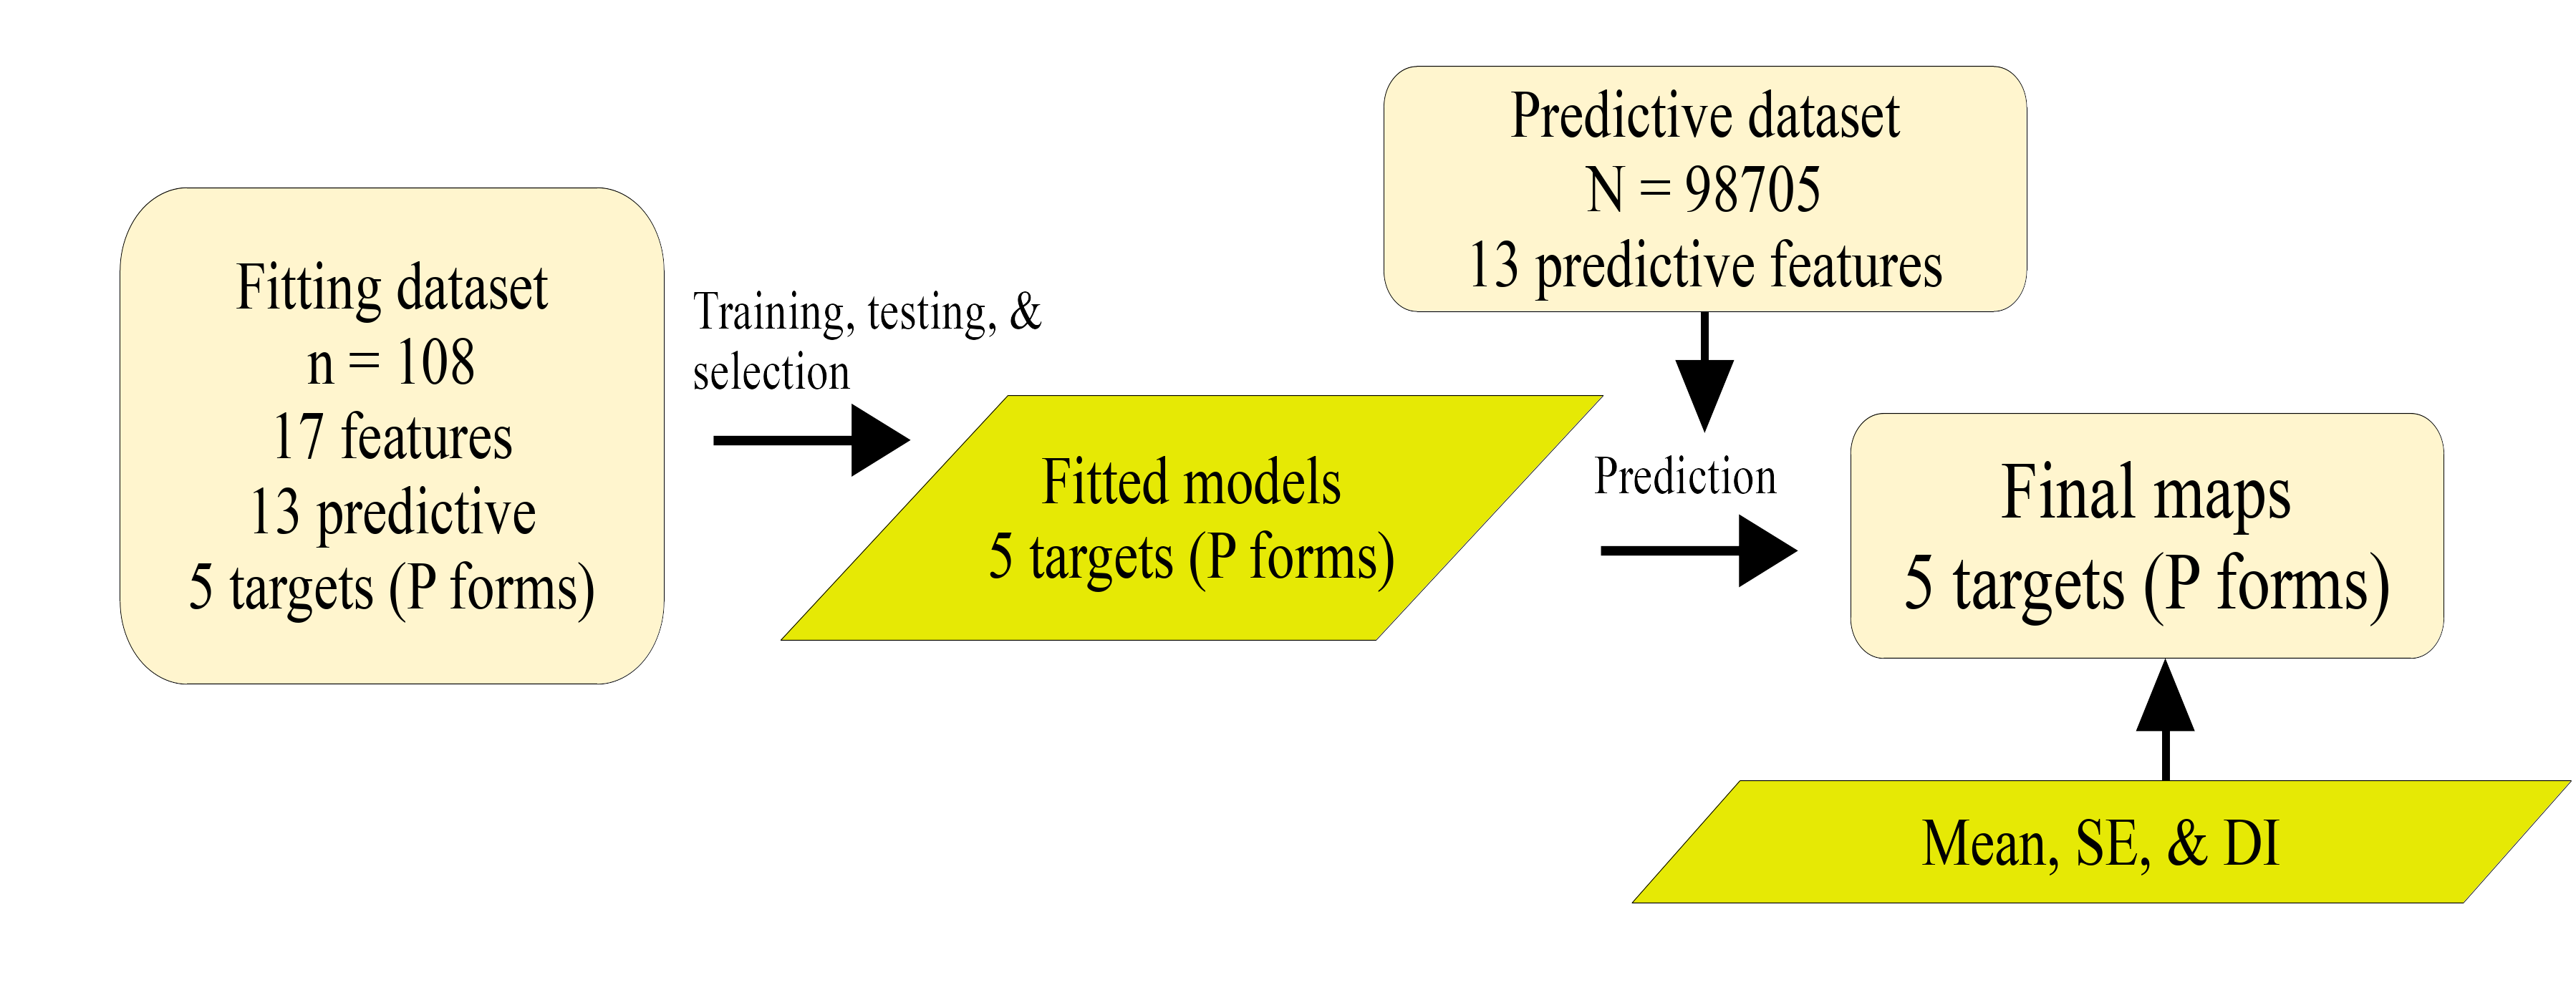 Fitting dataset
n = 108
17 features
13 predictive
5 targets (P forms)
Training, testing, &
selection
Fitted models
5 targets (P forms)
Predictive dataset
N = 98705
13 predictive features
Prediction
Final maps
5 targets (P forms)
Mean, SE, & DI